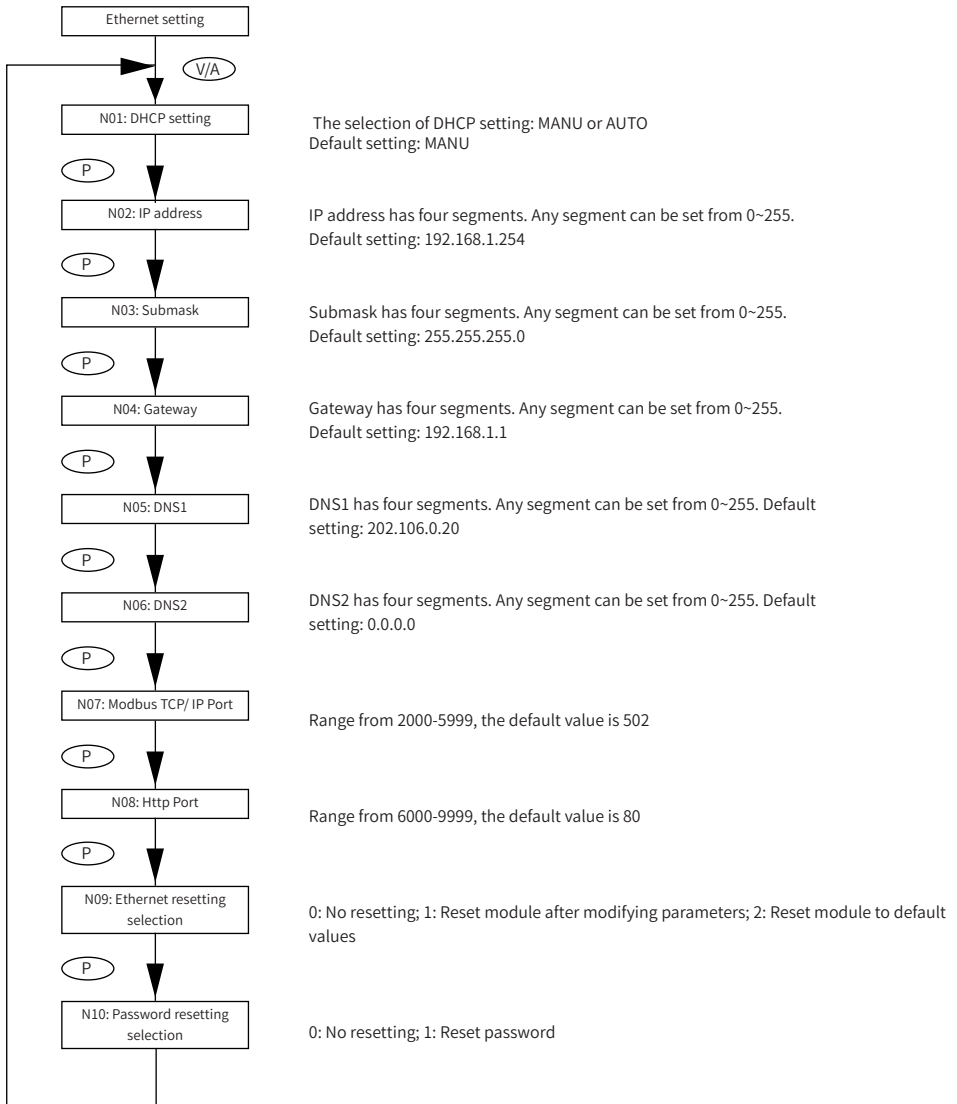 Ethernet setting
V/A
N01: DHCP setting
The selection of DHCP setting: MANU or AUTO
Default setting: MANU
P
N02: IP address
IP address has four segments. Any segment can be set from 0~255.
Default setting: 192.168.1.254
P
N03: Submask
Submask has four segments. Any segment can be set from 0~255.
Default setting: 255.255.255.0
P
N04: Gateway
Gateway has four segments. Any segment can be set from 0~255.
Default setting: 192.168.1.1
P
N05: DNS1
DNS1 has four segments. Any segment can be set from 0~255. Default
setting: 202.106.0.20
P
N06: DNS2
DNS2 has four segments. Any segment can be set from 0~255. Default
setting: 0.0.0.0
P
N07: Modbus TCP/ IP Port
Range from 2000-5999, the default value is 502
P
N08: Http Port
Range from 6000-9999, the default value is 80
P
N09: Ethernet resetting
selection
0: No resetting; 1: Reset module after modifying parameters; 2: Reset module to default
values
P
N10: Password resetting
selection
0: No resetting; 1: Reset password